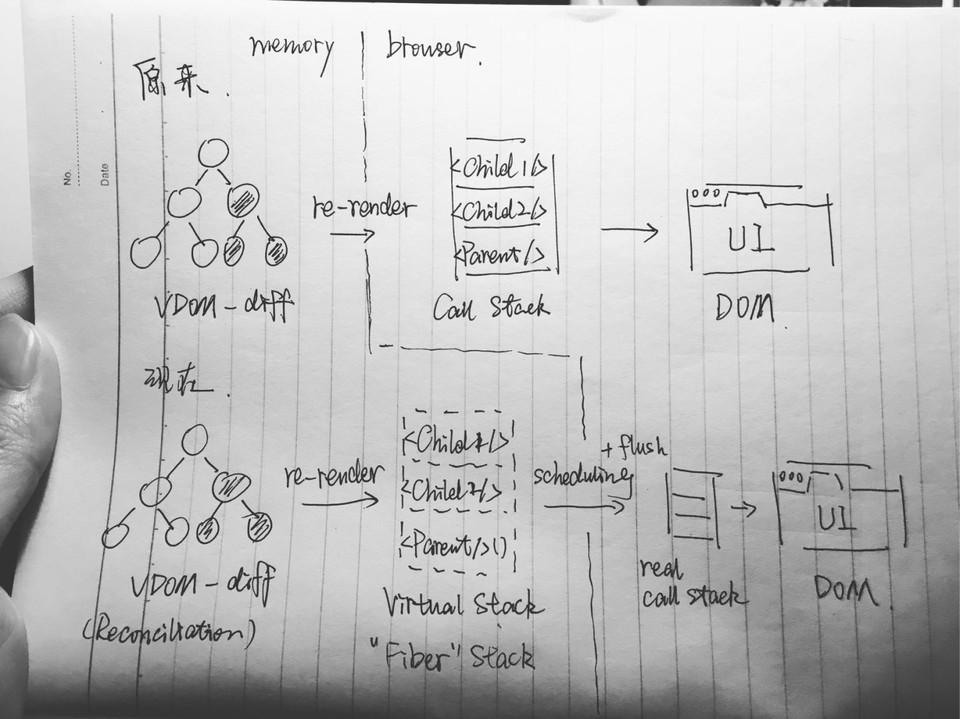 memory
browser.
No.
Date
原来.
re-render
<Child1/>
<Child2/>
<Parent/>
UI
VDOM-diff
Call Stack
DOM.
现在.
re-render
<Child1/>
<Child2/>
<Parent/>()
scheduling
+ flush
UI
VDOM-diff
(Reconciltation)
Virtual Stack
"Fiber" Stack
real
call stack
DOM.